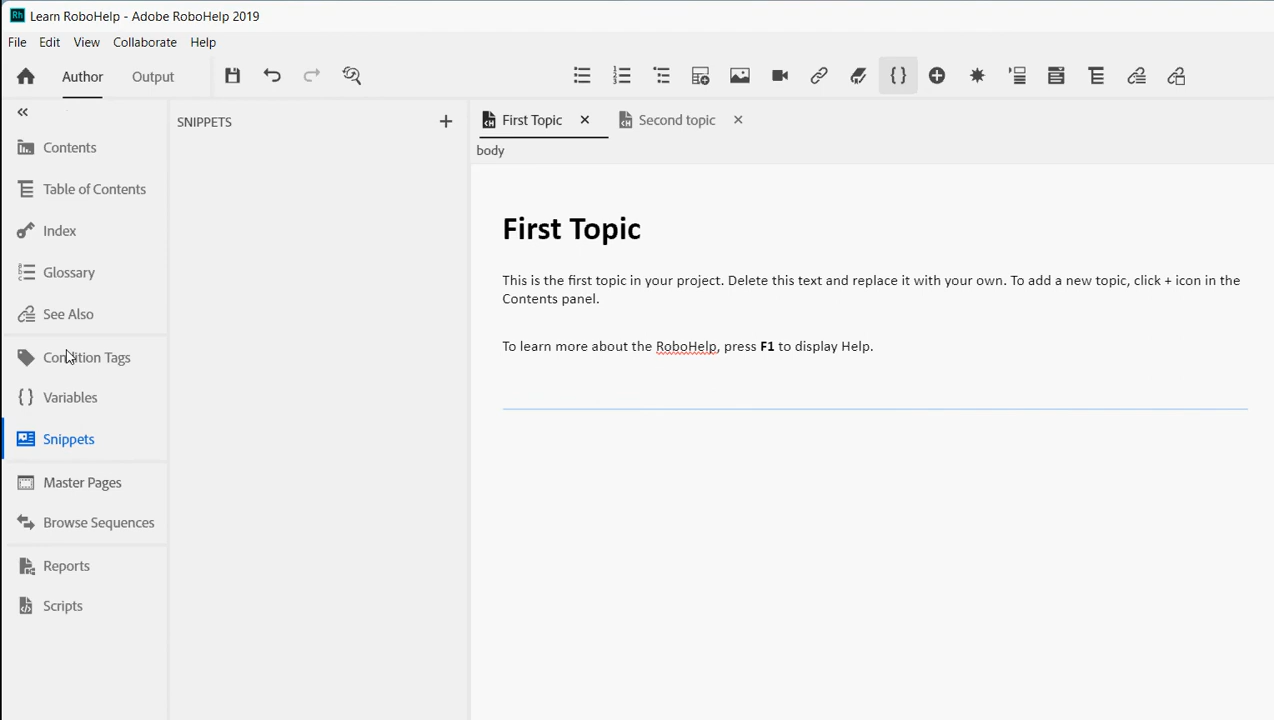 Learn RoboHelp - Adobe RoboHelp 2019
File Edit View Collaborate Help
Author Output
Contents
Table of Contents
Index
Glossary
See Also
Condition Tags
Variables
Snippets
Master Pages
Browse Sequences
Reports
Scripts
SNIPPETS
First Topic Second topic
body
First Topic
This is the first topic in your project. Delete this text and replace it with your own. To add a new topic, click + icon in the
Contents panel.
To learn more about the RoboHelp, press F1 to display Help.